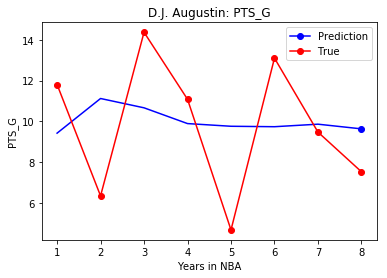 D.J. Augustin: PTS_G
Prediction
True
14
12
10
8
6
PTS_G
1 2 3 4 5 6 7 8
Years in NBA